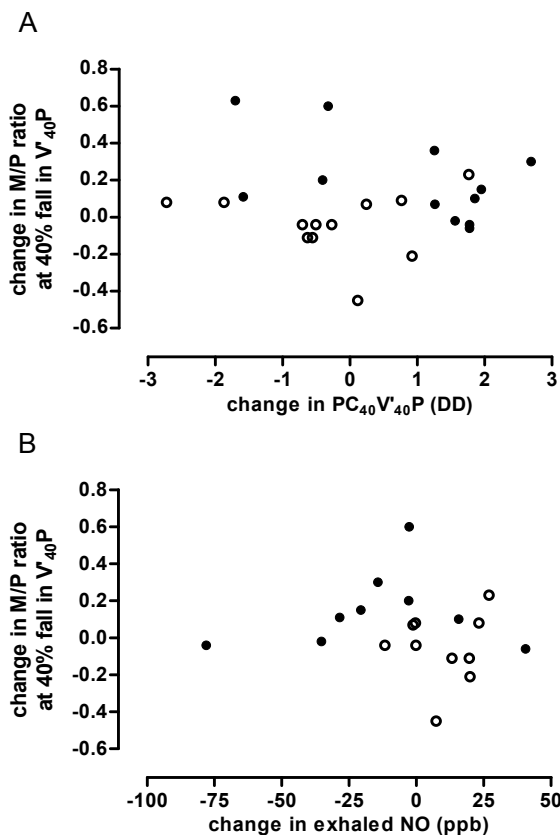 A
change in M/P ratio
at 40% fall in V'₄₀P
0.8
0.6
0.4
0.2
0.0
-0.2
-0.4
-0.6
-3 -2 -1 0 1 2 3
change in PC₄₀V'₄₀P (DD)
B
change in M/P ratio
at 40% fall in V'₄₀P
0.8
0.6
0.4
0.2
0.0
-0.2
-0.4
-0.6
-100 -75 -50 -25 0 25 50
change in exhaled NO (ppb)